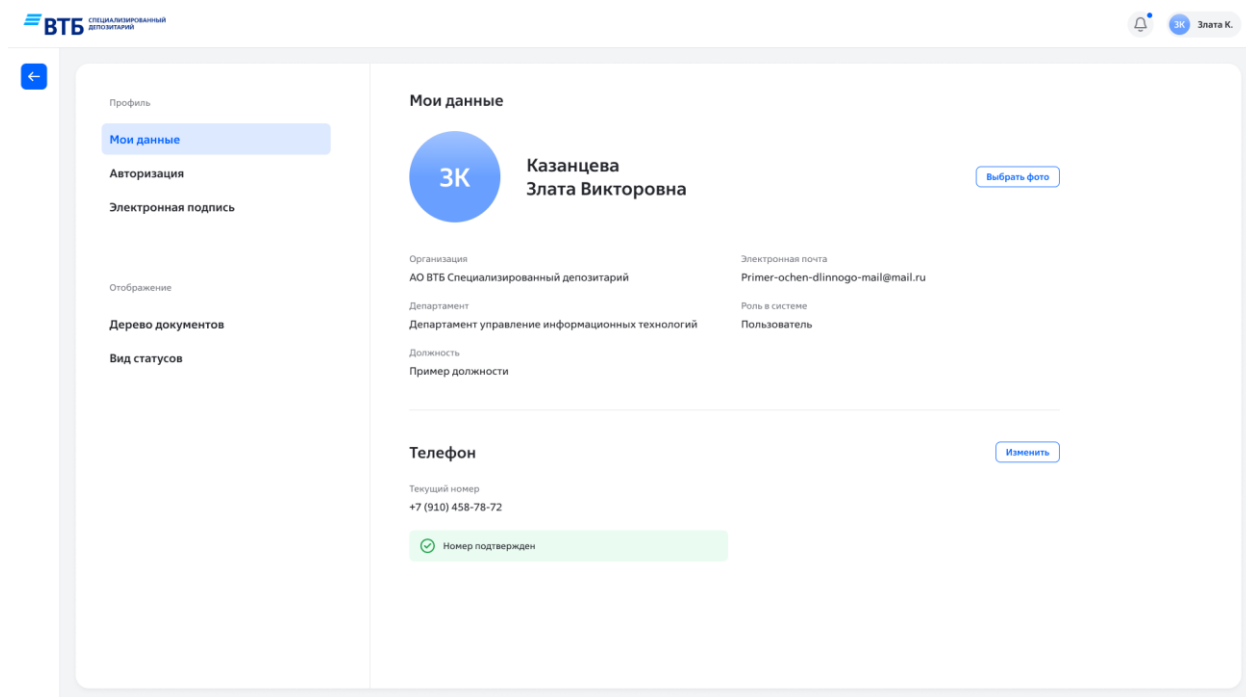 ВТБ СПЕЦИАЛИЗИРОВАННЫЙ
ДЕПОЗИТАРИЙ
ЗК Злата К.
Профиль
Мои данные
Авторизация
Электронная подпись
Отображение
Дерево документов
Вид статусов
Мои данные
ЗК
Казанцева
Злата Викторовна
Выбрать фото
Организация
АО ВТБ Специализированный депозитарий
Электронная почта
Primer-ochen-dlinnogo-mail@mail.ru
Департамент
Департамент управление информационных технологий
Роль в системе
Пользователь
Должность
Пример должности
Телефон
Изменить
Текущий номер
+7 (910) 458-78-72
Номер подтвержден